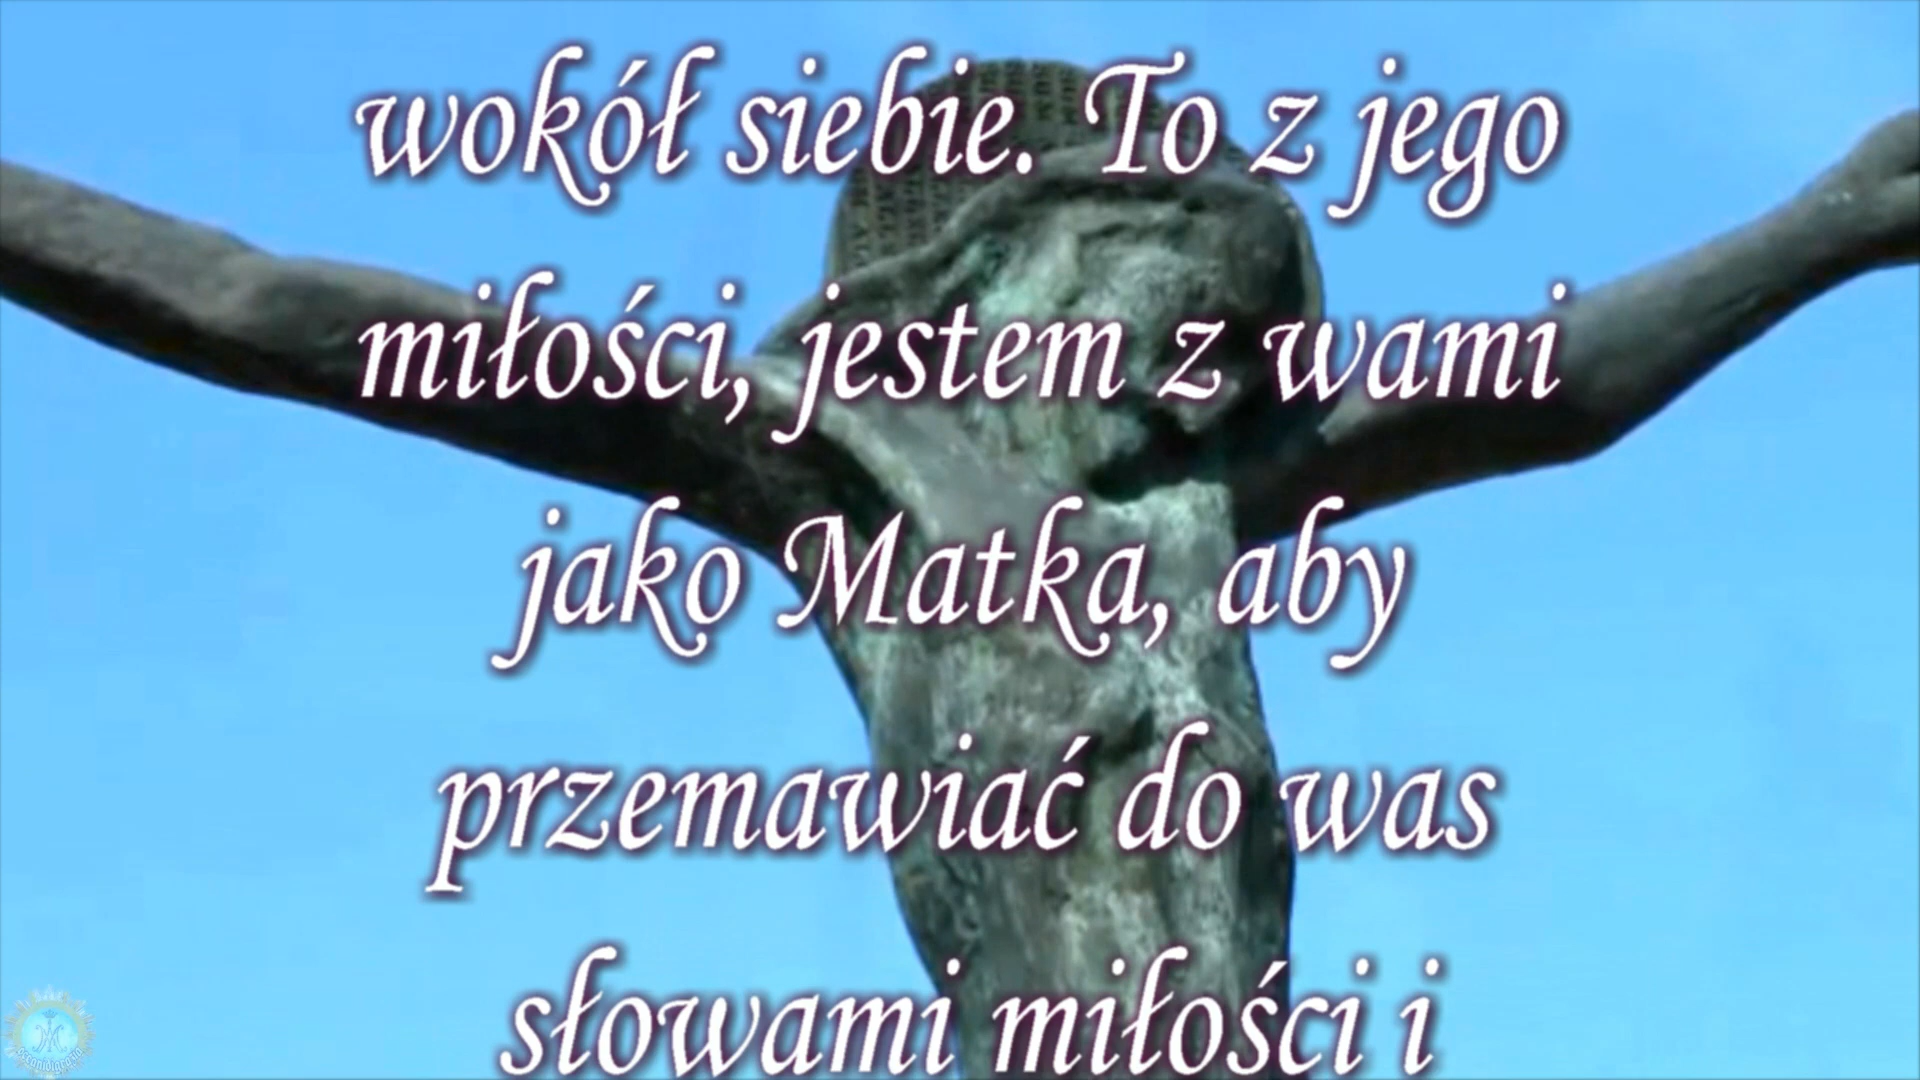 wokół siebie. To z jego
miłości, jestem z wami
jako Matka, aby
przemawiać do was
słowami miłości i